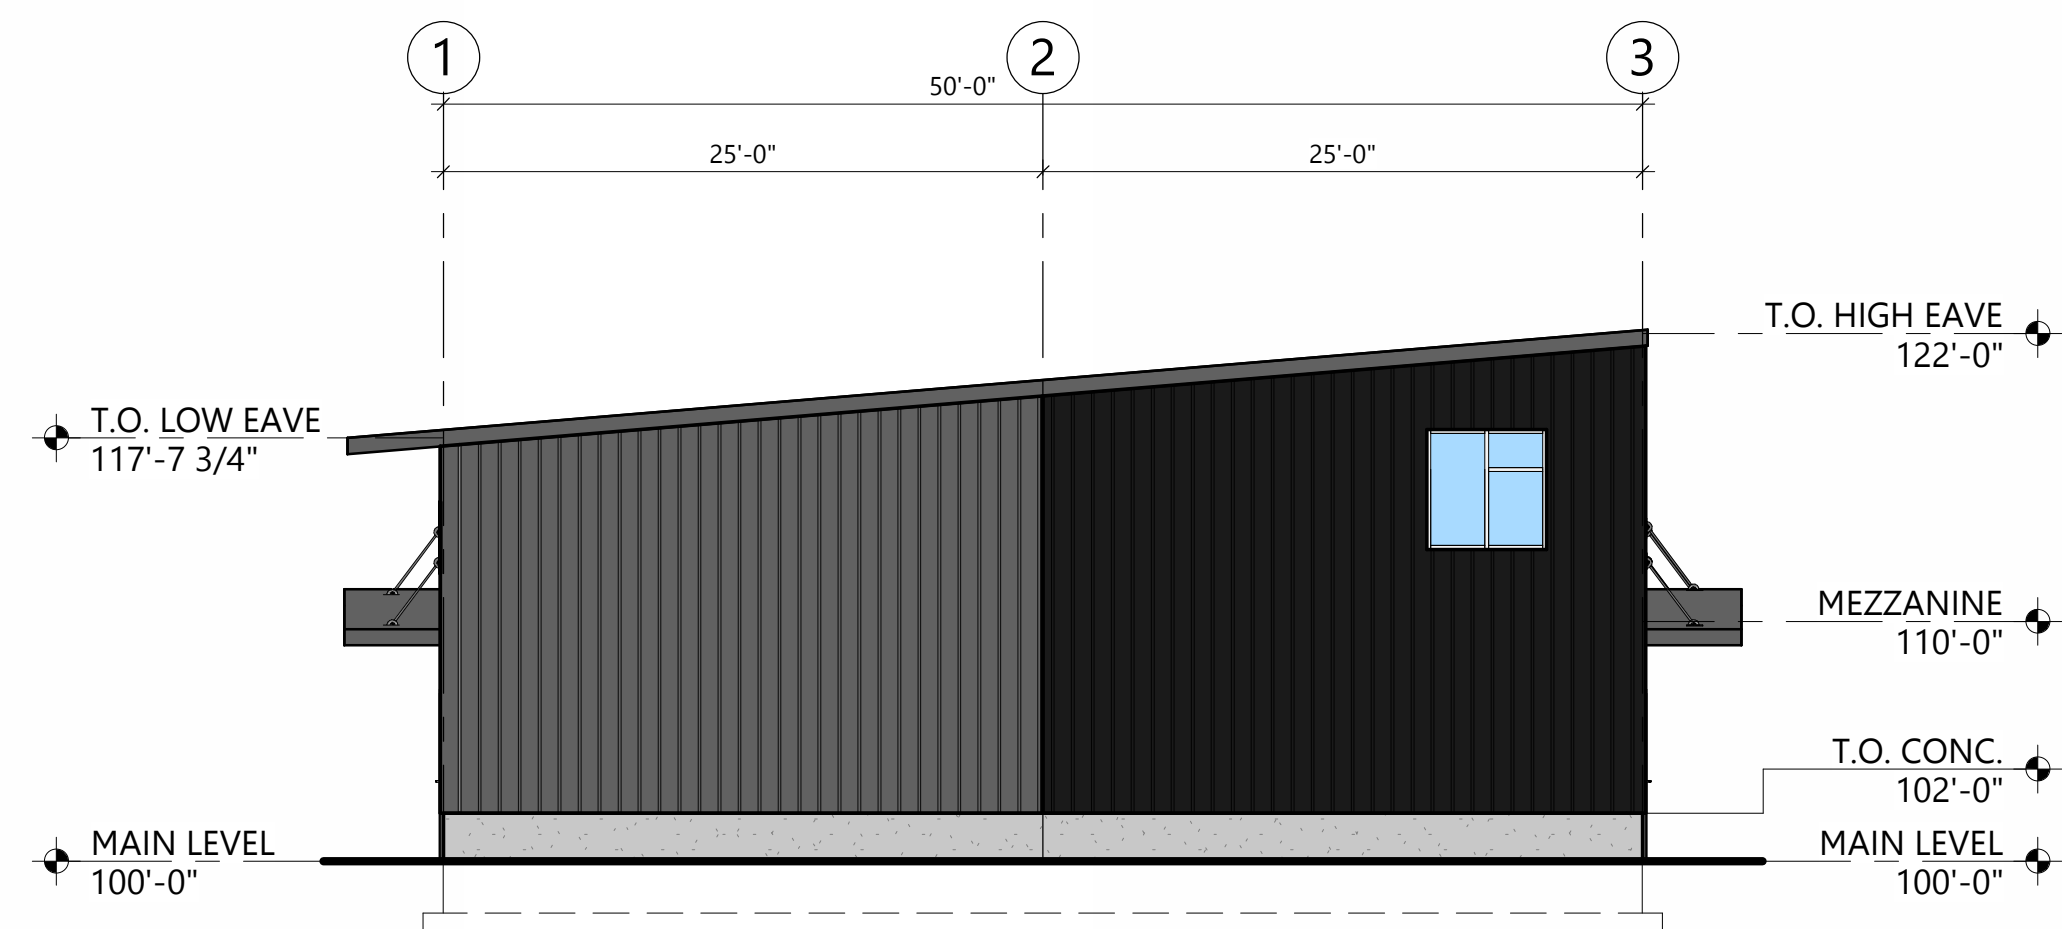 1
2
3
50'-0"
25'-0"
25'-0"
T.O. HIGH EAVE
122'-0"
T.O. LOW EAVE
117'-7 3/4"
MEZZANINE
110'-0"
T.O. CONC.
102'-0"
MAIN LEVEL
100'-0"
MAIN LEVEL
100'-0"